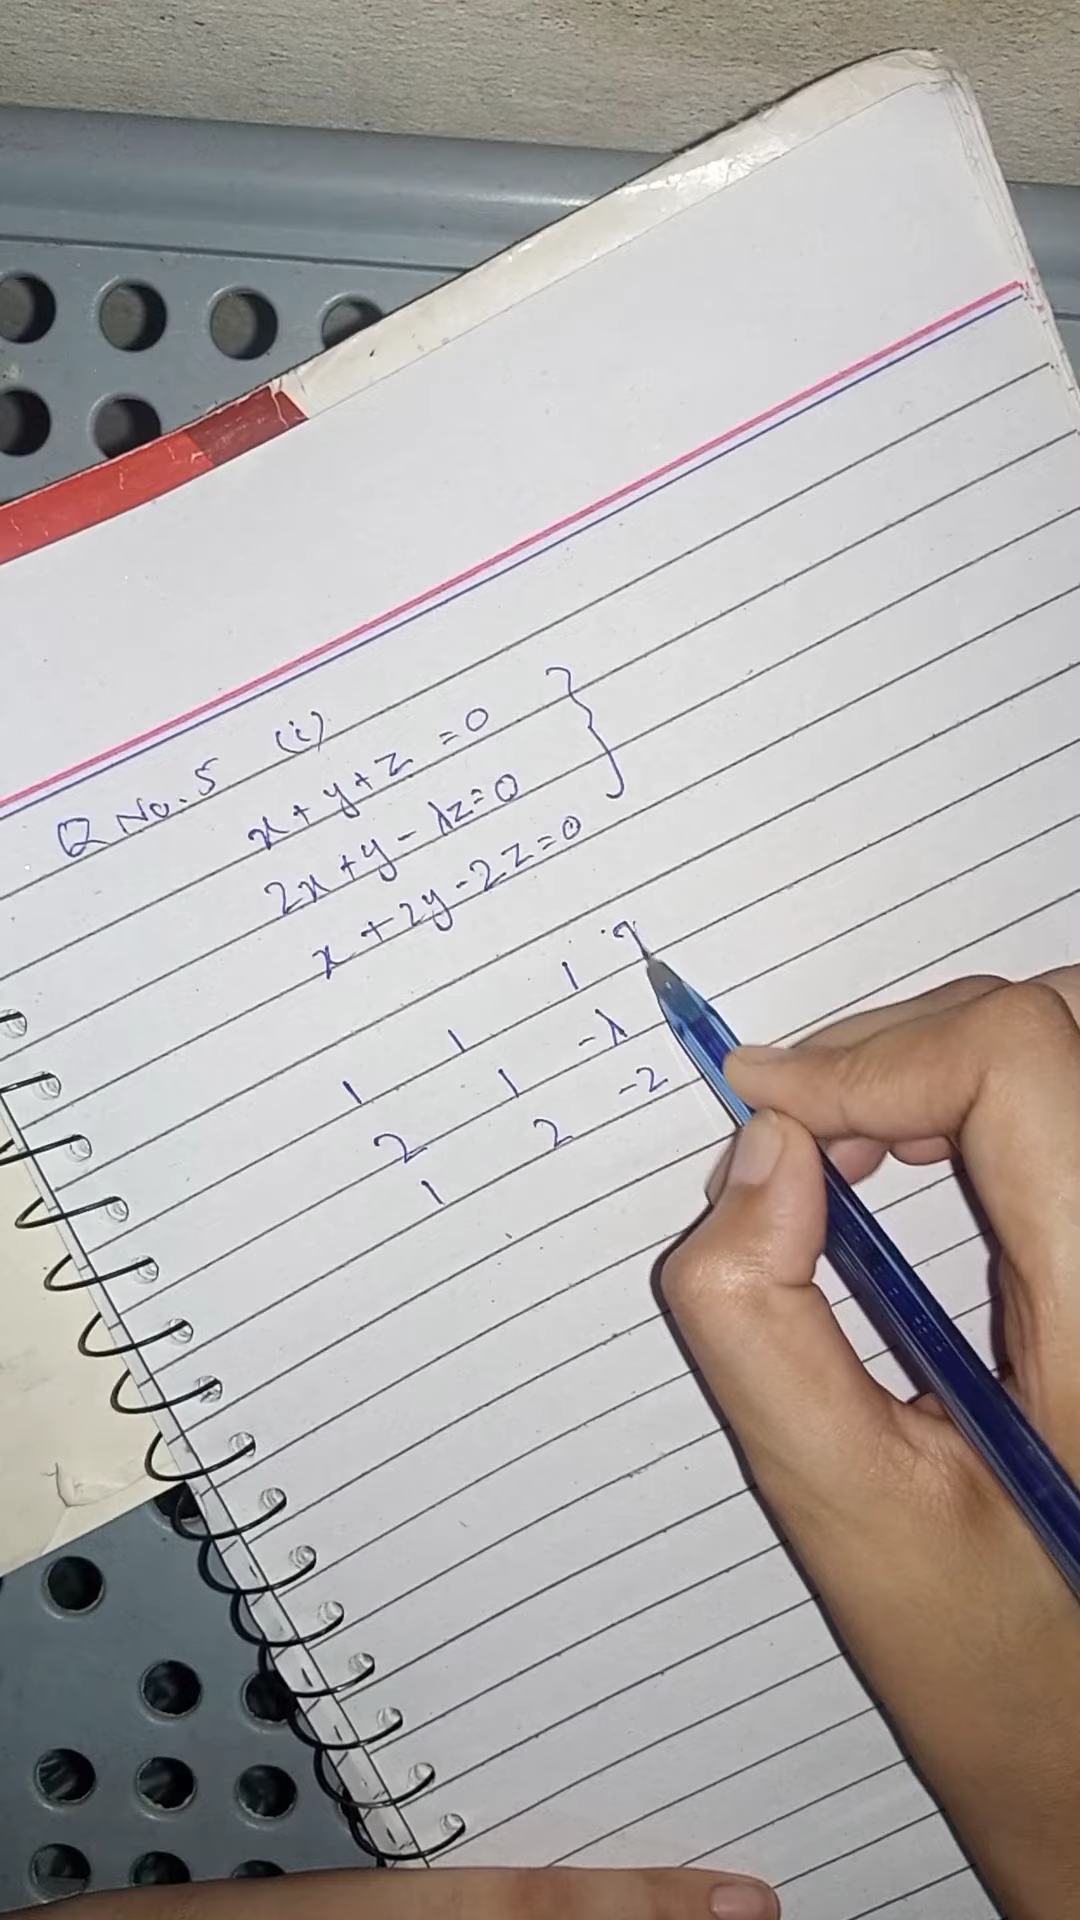 Q No. 5 (i)
x + y + z = 0
2x + y - λz = 0
x + 2y - 2z = 0
1 1 1
2 1 -λ
1 2 -2